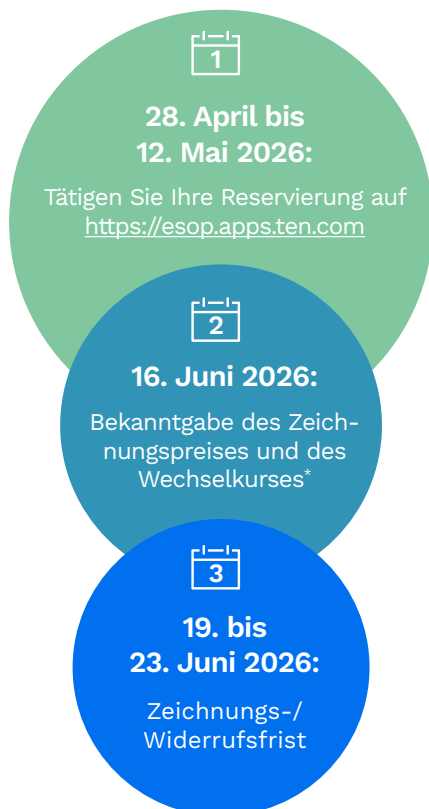 1
28. April bis
12. Mai 2026:
Tätigen Sie Ihre Reservierung auf
https://esop.apps.ten.com
2
16. Juni 2026:
Bekanntgabe des Zeich-
nungspreises und des
Wechselkurses*
3
19. bis
23. Juni 2026:
Zeichnungs-/
Widerrufsfrist